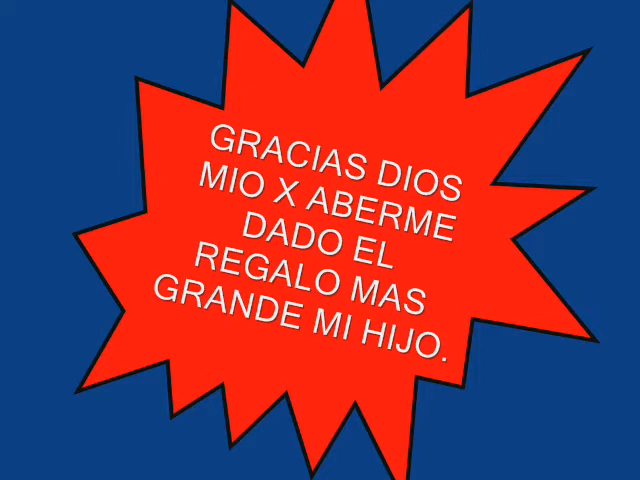 GRACIAS DIOS
MIO X ABERME
DADO EL
REGALO MAS
GRANDE MI HIJO.